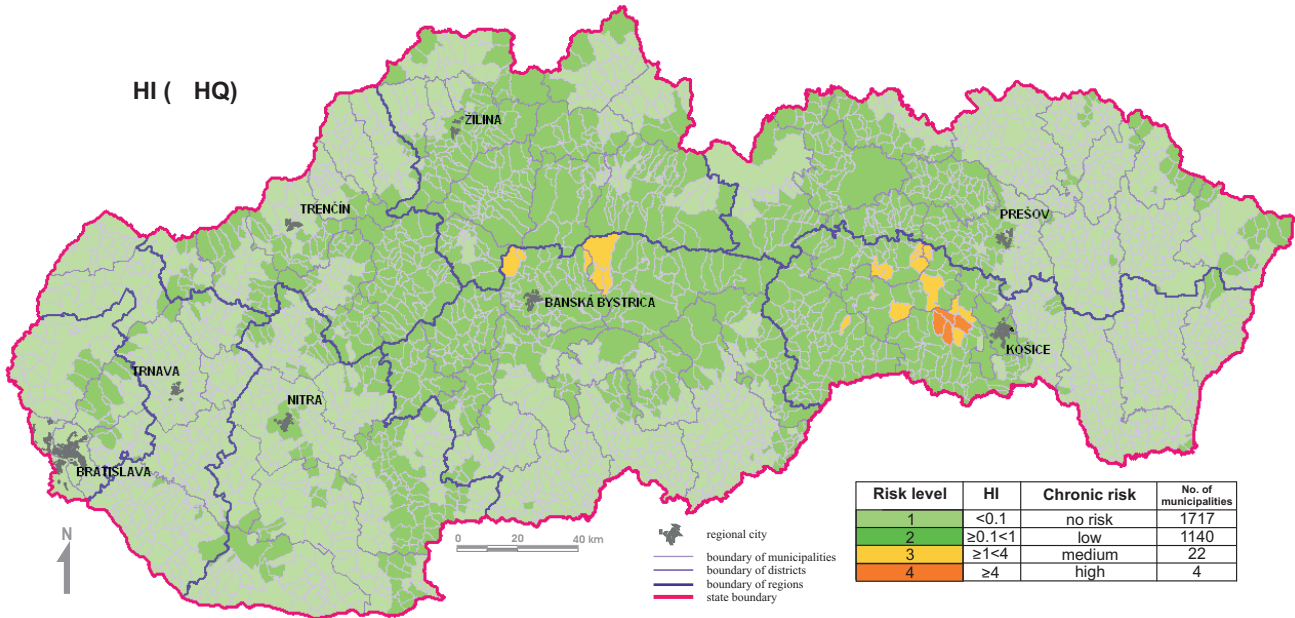 HI ( HQ)
ŽILINA
TRENČÍN
PREŠOV
BANSKÁ BYSTRICA
KOŠICE
TRNAVA
NITRA
BRATISLAVA
N
0 20 40 km
regional city
boundary of municipalities
boundary of districts
boundary of regions
state boundary
Risk level HI Chronic risk No. of municipalities
1 <0.1 no risk 1717
2 ≥0.1<1 low 1140
3 ≥1<4 medium 22
4 ≥4 high 4